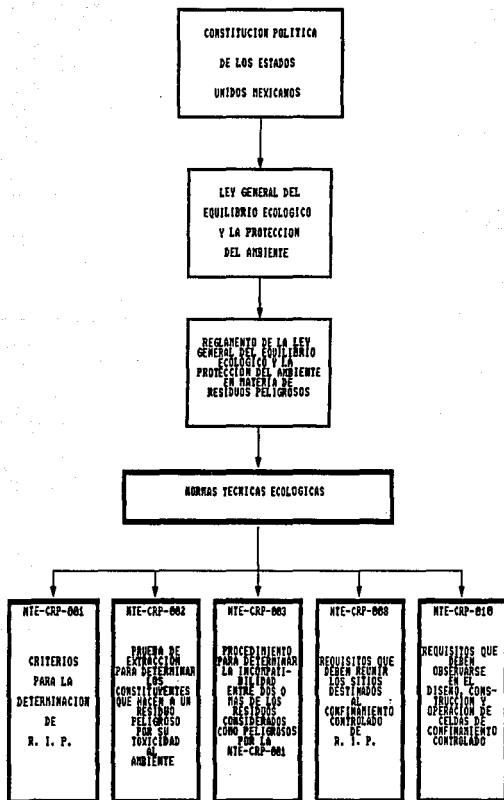 CONSTITUCION POLITICA
DE LOS ESTADOS
UNIDOS MEXICANOS
LEY GENERAL DEL
EQUILIBRIO ECOLOGICO
Y LA PROTECCION
DEL AMBIENTE
REGLAMENTO DE LA LEY
GENERAL DEL EQUILIBRIO
ECOLOGICO Y LA
PROTECCION DEL AMBIENTE
EN MATERIA DE
RESIDUOS PELIGROSOS
NORMAS TECNICAS ECOLOGICAS
NTE-CRP-001
CRITERIOS
PARA LA
DETERMINACION
DE
R. I. P.
NTE-CRP-002
PRUEBA DE
EXTRACCION
PARA DETERMINAR
LOS
CONSTITUYENTES
QUE HACEN A UN
RESIDUO
PELIGROSO
POR SU
TOXICIDAD
AL
AMBIENTE
NTE-CRP-003
PROCEDIMIENTO
PARA DETERMINAR
LA INCOMPATI-
BILIDAD
ENTRE DOS O
MAS DE LOS
RESIDUOS
CONSIDERADOS
COMO PELIGROSOS
POR LA
NTE-CRP-001
NTE-CRP-008
REQUISITOS QUE
DEBEN REUNIR
LOS SITIOS
DESTINADOS
AL
CONFINAMIENTO
CONTROLADO
DE
R. I. P.
NTE-CRP-010
REQUISITOS QUE
DEBEN
OBSERVARSE
EN EL
DISEÑO, CONS-
TRUCCION Y
OPERACION DE
CELDAS DE
CONFINAMIENTO
CONTROLADO